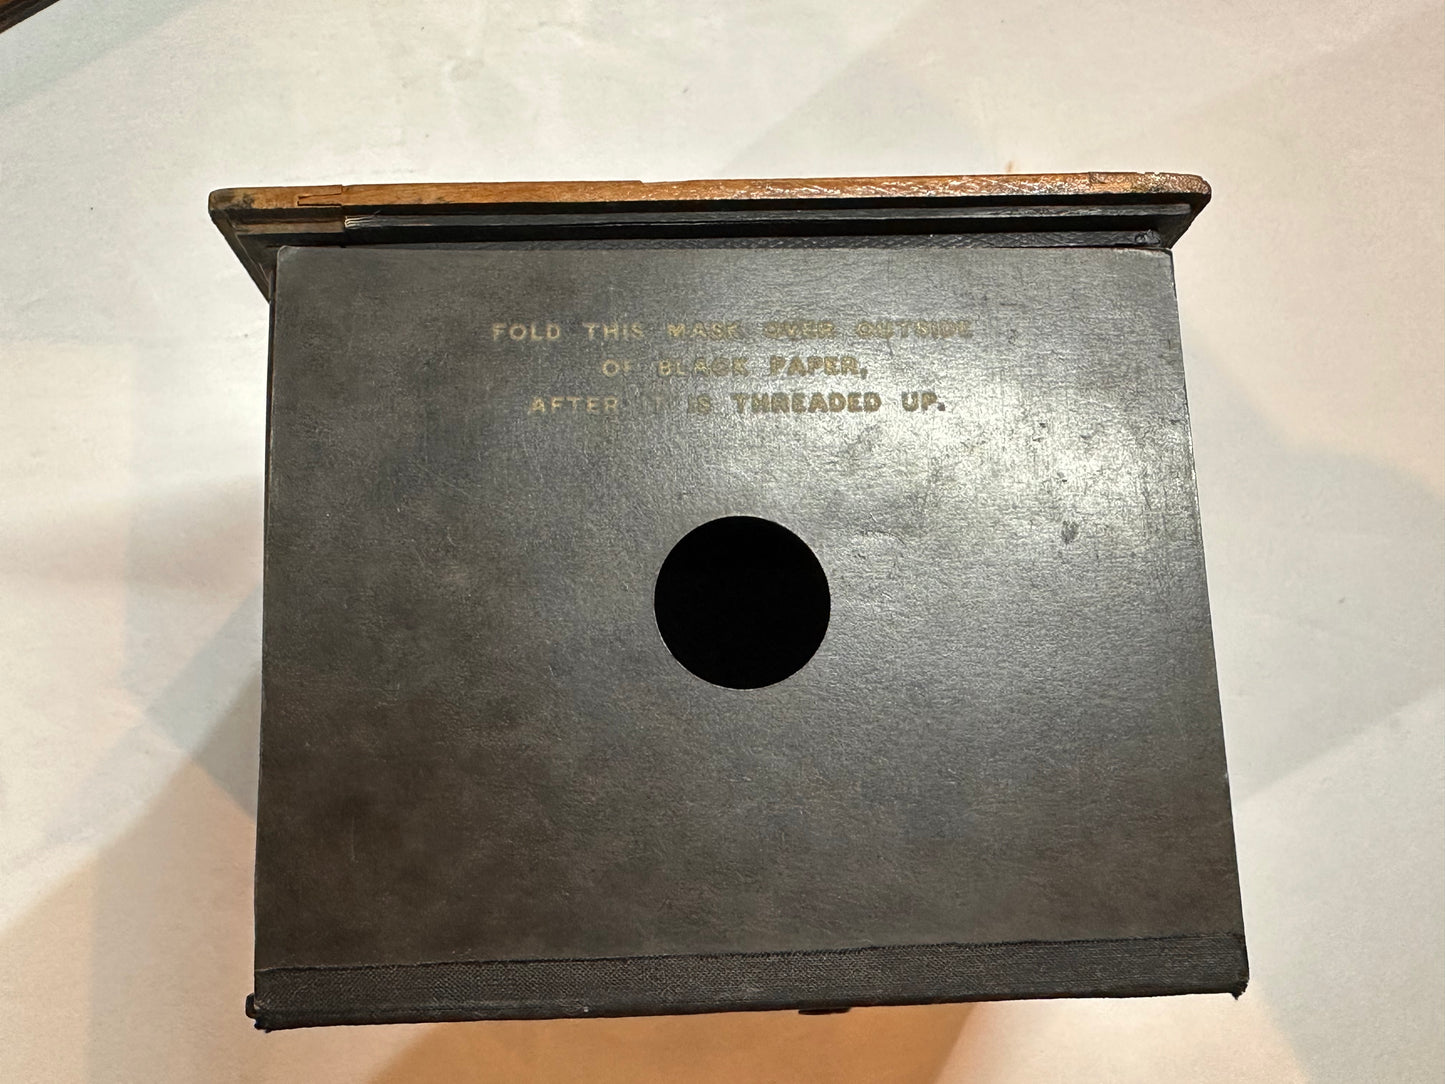 FOLD THIS MASK OVER OUTSIDE
OF BLACK PAPER,
AFTER IT IS THREADED UP.